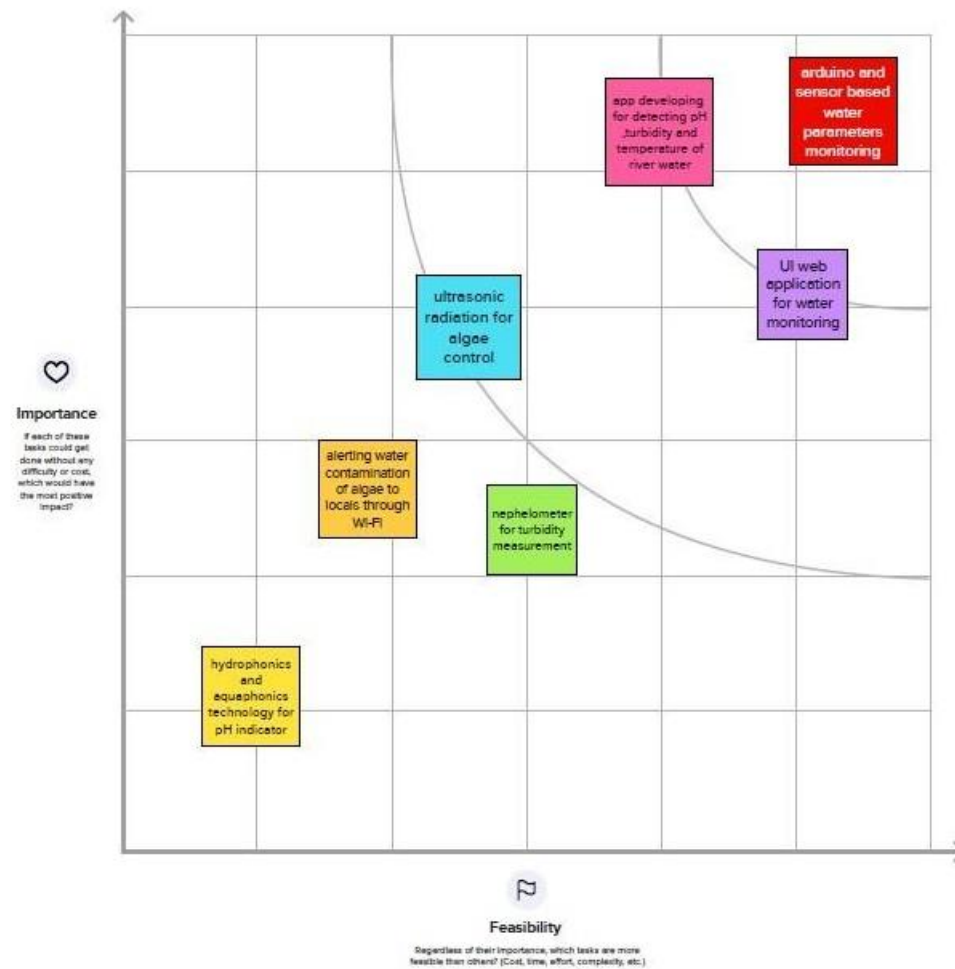 arduino and
sensor based
water
parameters
monitoring
app developing
for detecting pH
,turbidity and
temperature of
river water
UI web
application
for water
monitoring
ultrasonic
radiation for
algae
control
Importance
If each of these
tasks could get
done without any
difficulty or cost,
which would have
the most positive
impact?
alerting water
contamination
of algae to
locals through
Wi-Fi
nephelometer
for turbidity
measurement
hydrophonics
and
aquaphonics
technology for
pH indicator
Feasibility
Regardless of their importance, which tasks are more
feasible than others? (Cost, time, effort, complexity, etc.)